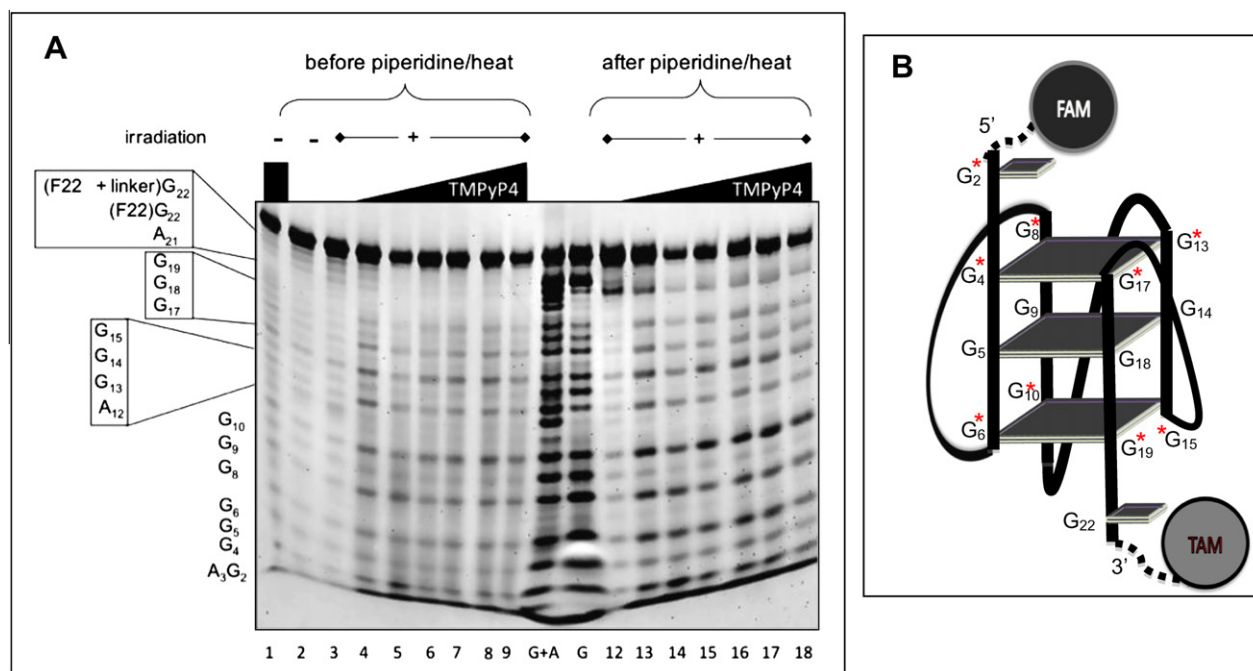 A
before piperidine/heat
after piperidine/heat
irradiation
- - + +
TMPyP4
TMPyP4
(F22 + linker)G22
(F22)G22
A21
G19
G18
G17
G15
G14
G13
A12
G10
G9
G8
G6
G5
G4
A3G2
1 2 3 4 5 6 7 8 9 G+A G 12 13 14 15 16 17 18
B
FAM
5’
G2*
G8*
G13*
G4*
G17*
G9
G14
G5
G18
G10*
G6*
G19*
*G15
G22
TAM
3’